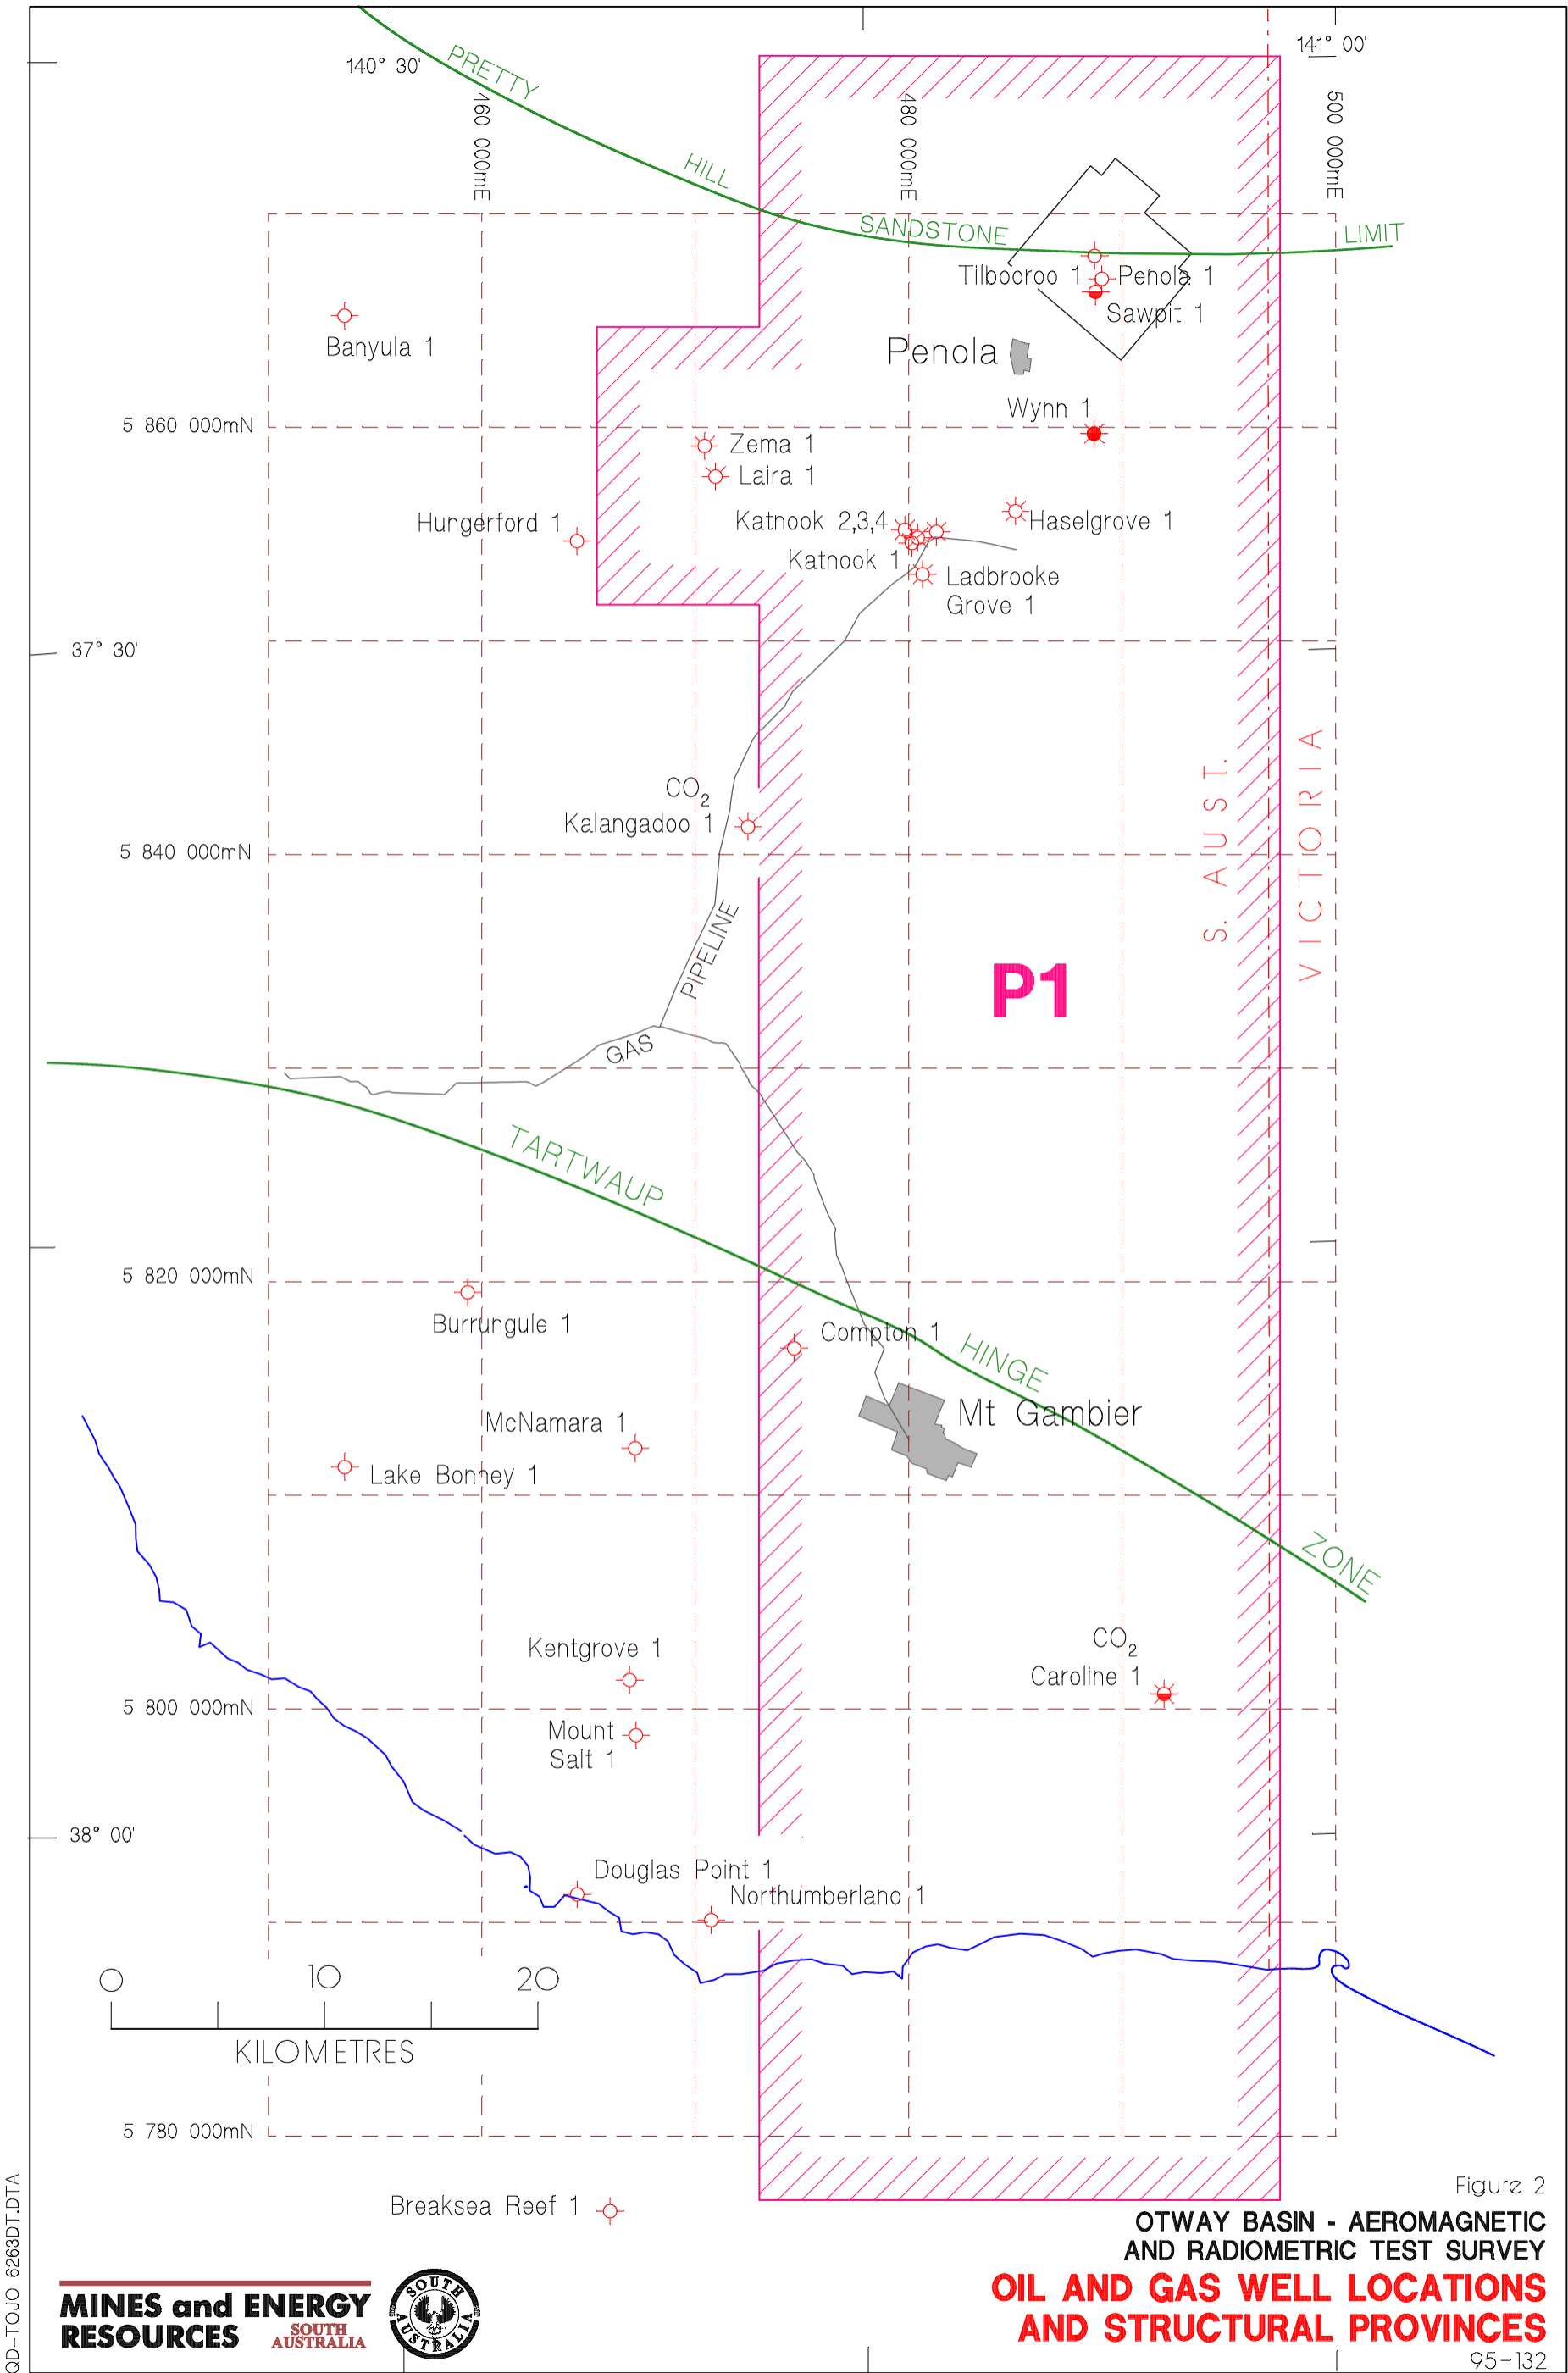 140° 30'
141° 00'
PRETTY
HILL
SANDSTONE
LIMIT
460 000mE
480 000mE
500 000mE
Tilbooroo 1
Penola 1
Sawpit 1
Banyula 1
Penola
Wynn 1
5 860 000mN
Zema 1
Laira 1
Hungerford 1
Katnook 2,3,4
Haselgrove 1
Katnook 1
Ladbrooke
Grove 1
37° 30'
CO2
Kalangadoo 1
5 840 000mN
S. AUST.
VICTORIA
PIPELINE
GAS
P1
TARTWAUP
HINGE
ZONE
5 820 000mN
Burrungule 1
Compton 1
Mt Gambier
McNamara 1
Lake Bonney 1
Kentgrove 1
CO2
Caroline 1
5 800 000mN
Mount
Salt 1
38° 00'
Douglas Point 1
Northumberland 1
0 10 20
KILOMETRES
5 780 000mN
Breaksea Reef 1
Figure 2
OTWAY BASIN - AEROMAGNETIC
AND RADIOMETRIC TEST SURVEY
OIL AND GAS WELL LOCATIONS
AND STRUCTURAL PROVINCES
95-132
MINES and ENERGY
RESOURCES SOUTH
AUSTRALIA
SOUTH
AUSTRALIA
QD-TOJO 6263DT.DTA